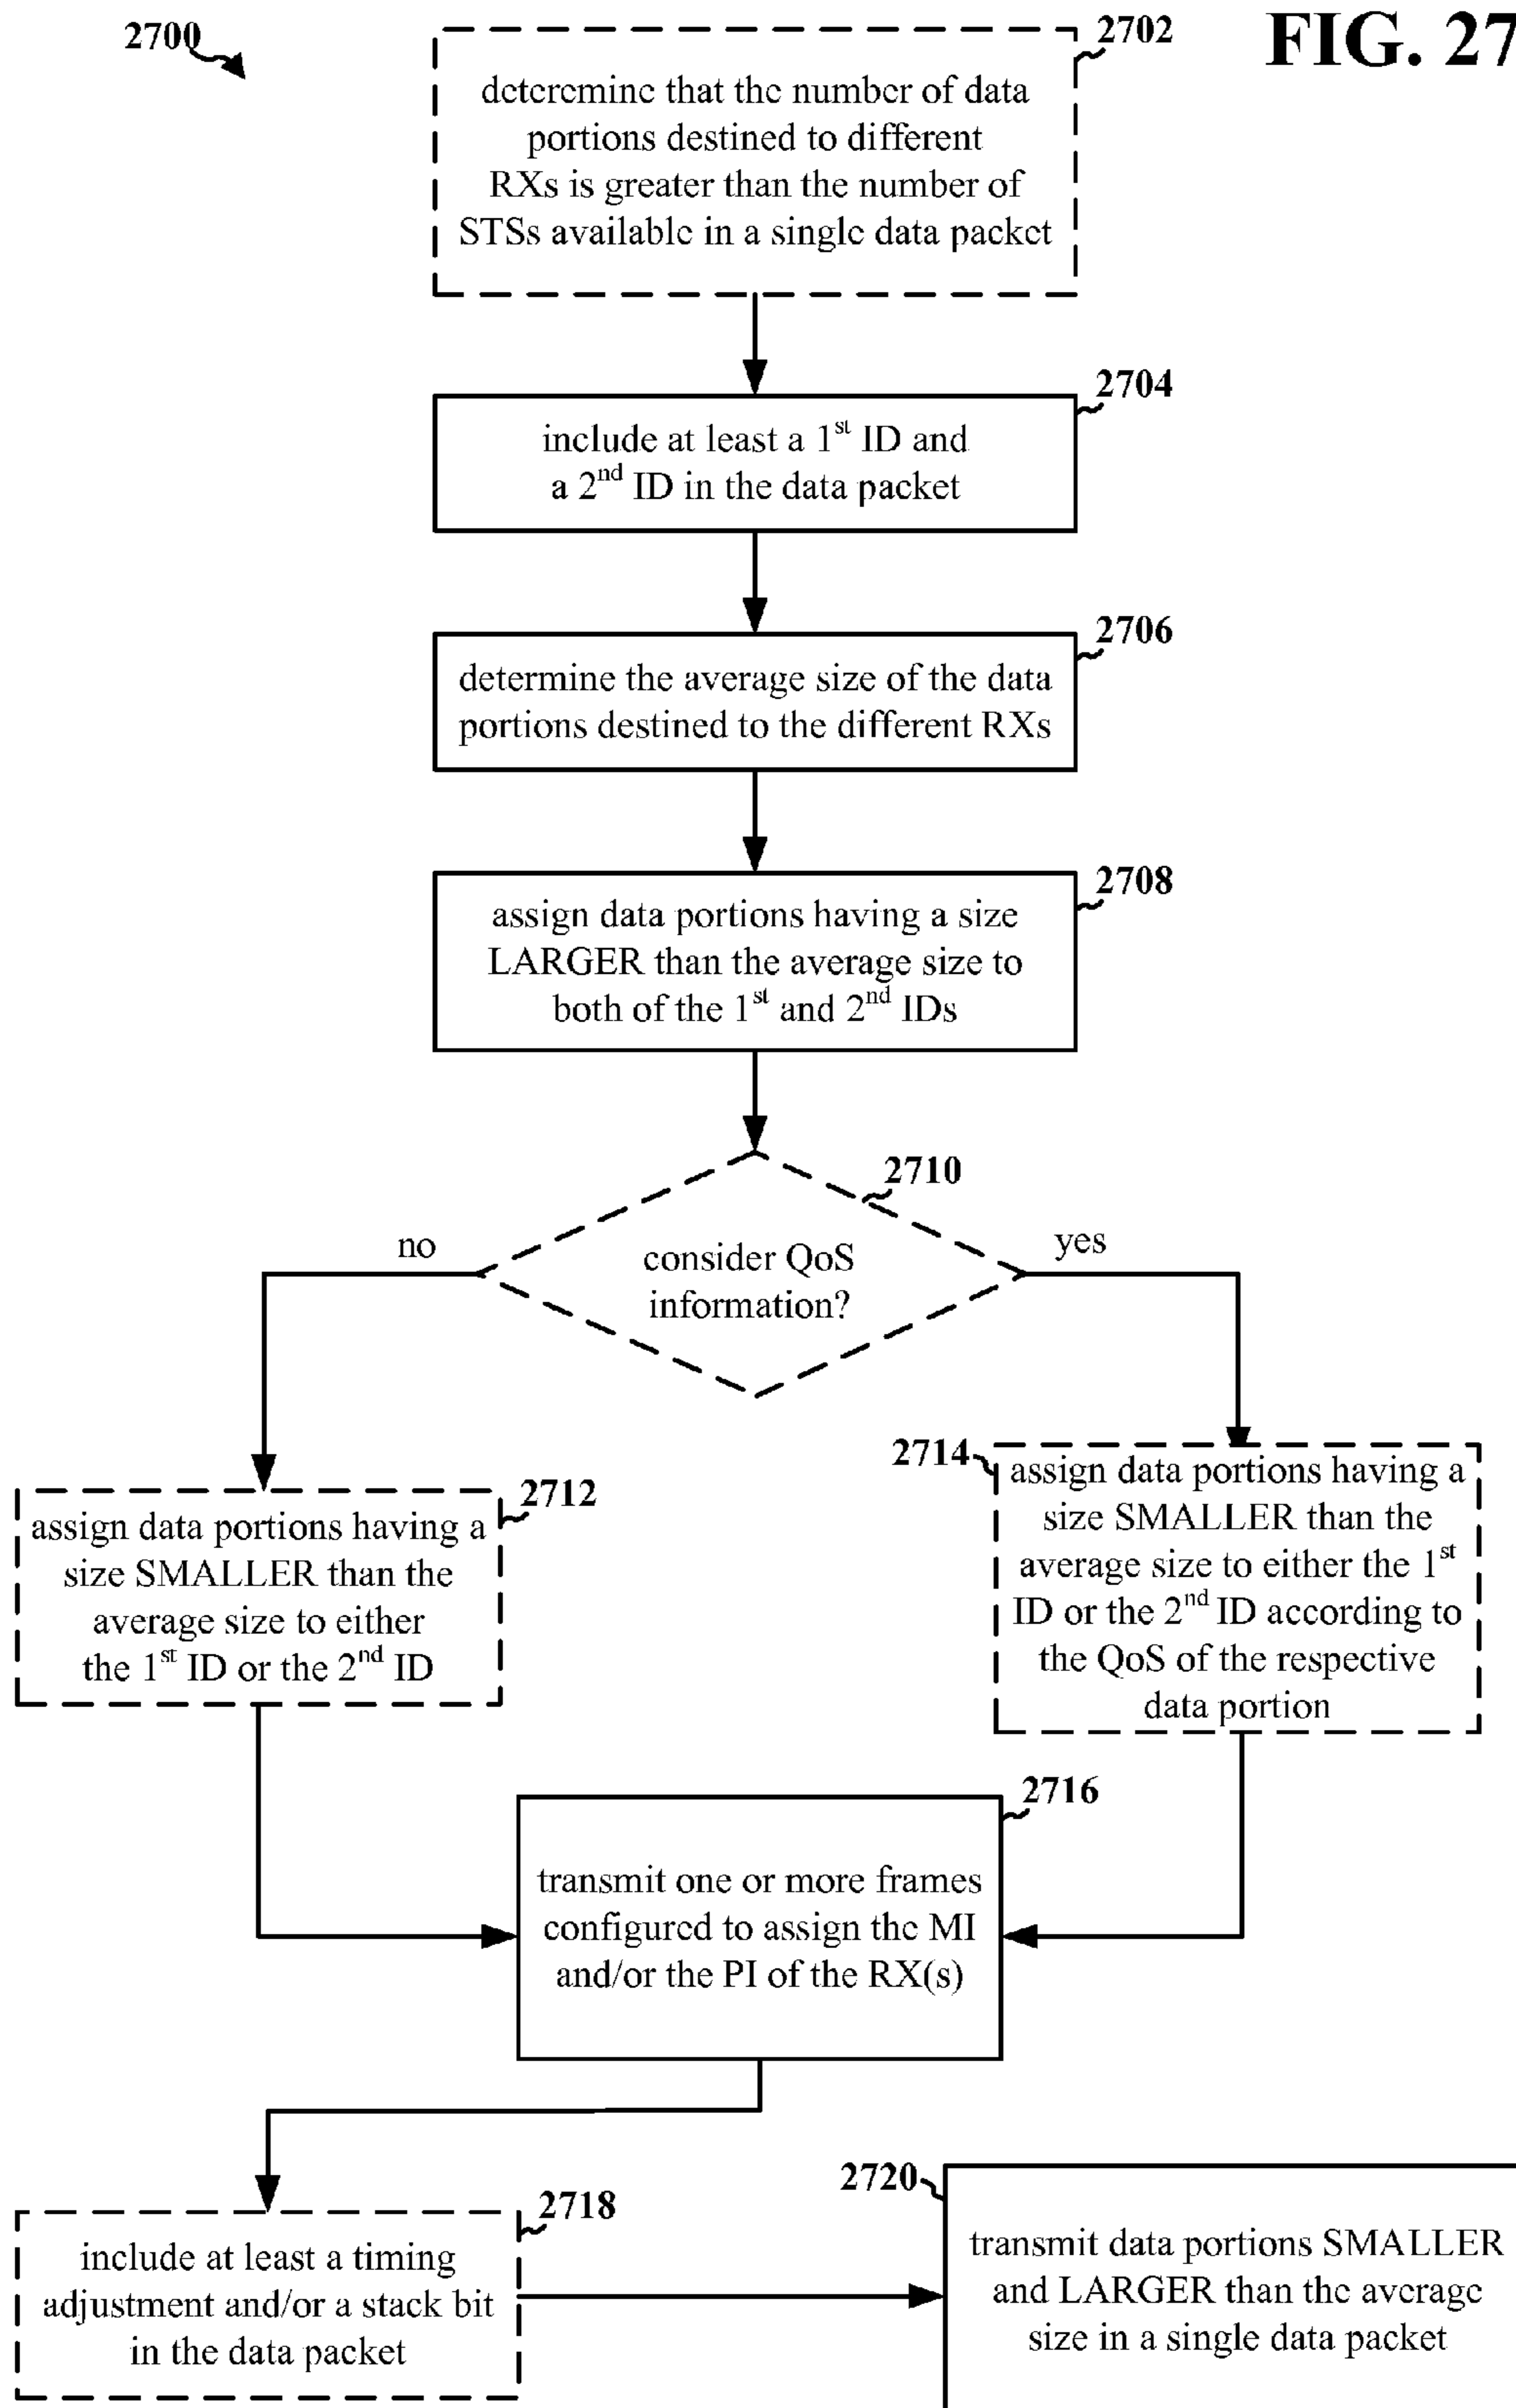 2700
2702
FIG. 27
deteremine that the number of data
portions destined to different
RXs is greater than the number of
STSs available in a single data packet
2704
include at least a 1st ID and
a 2nd ID in the data packet
2706
determine the average size of the data
portions destined to the different RXs
2708
assign data portions having a size
LARGER than the average size to
both of the 1st and 2nd IDs
2710
no
consider QoS
information?
yes
2712
assign data portions having a
size SMALLER than the
average size to either
the 1st ID or the 2nd ID
2714
assign data portions having a
size SMALLER than the
average size to either the 1st
ID or the 2nd ID according to
the QoS of the respective
data portion
2716
transmit one or more frames
configured to assign the MI
and/or the PI of the RX(s)
2718
include at least a timing
adjustment and/or a stack bit
in the data packet
2720
transmit data portions SMALLER
and LARGER than the average
size in a single data packet